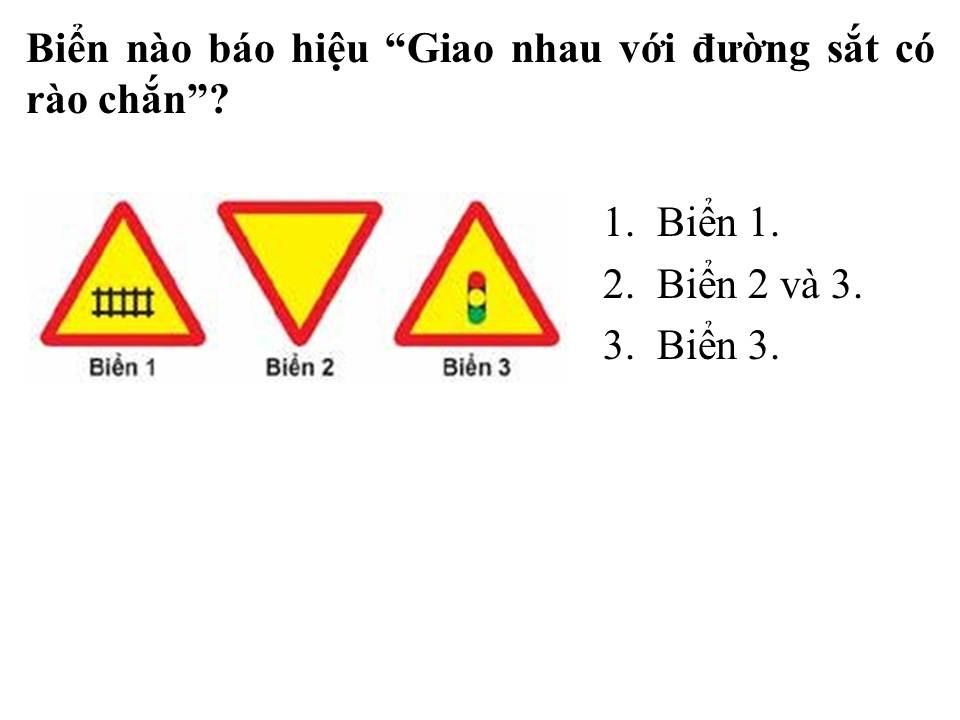 Biển nào báo hiệu “Giao nhau với đường sắt có
rào chắn”?
1. Biển 1.
2. Biển 2 và 3.
3. Biển 3.
Biển 1
Biển 2
Biển 3